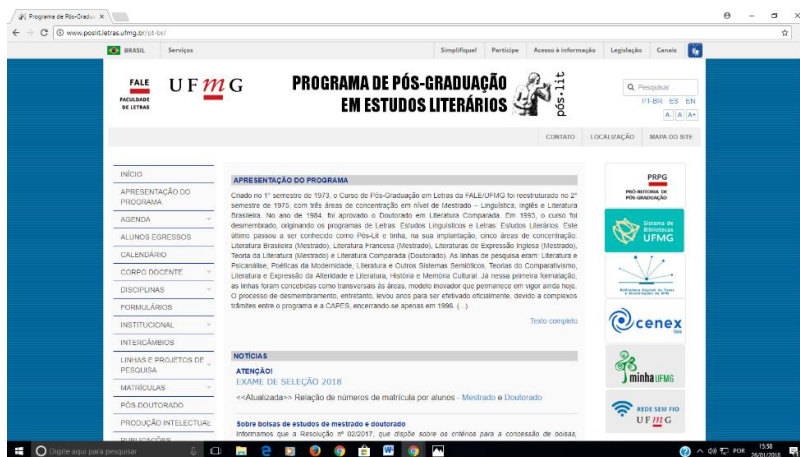 Programa de Pós-Gradu
www.poslit.letras.ufmg.br/pt-br/
BRASIL Serviços Simplifique! Participe Acesso à informação Legislação Canais
FALE
FACULDADE
DE LETRAS
UFMG
PROGRAMA DE PÓS-GRADUAÇÃO
EM ESTUDOS LITERÁRIOS
pós-lit
Pesquisar
PT-BR ES EN
A- A A+
CONTATO LOCALIZAÇÃO MAPA DO SITE
INÍCIO
APRESENTAÇÃO DO
PROGRAMA
AGENDA
ALUNOS EGRESSOS
CALENDÁRIO
CORPO DOCENTE
DISCIPLINAS
FORMULÁRIOS
INSTITUCIONAL
INTERCÂMBIOS
LINHAS E PROJETOS DE
PESQUISA
MATRÍCULAS
PÓS-DOUTORADO
PRODUÇÃO INTELECTUAL
PUBLICAÇÕES
APRESENTAÇÃO DO PROGRAMA
Criado no 1° semestre de 1973, o Curso de Pós-Graduação em Letras da FALE/UFMG foi reestruturado no 2°
semestre de 1975, com três áreas de concentração em nível de Mestrado – Linguística, Inglês e Literatura
Brasileira. No ano de 1984, foi aprovado o Doutorado em Literatura Comparada. Em 1993, o curso foi
desmembrado, originando os programas de Letras: Estudos Linguísticos e Letras: Estudos Literários. Este
último passou a ser conhecido como Pós-Lit e tinha, na sua implantação, cinco áreas de concentração:
Literatura Brasileira (Mestrado), Literatura Francesa (Mestrado), Literaturas de Expressão Inglesa (Mestrado),
Teoria da Literatura (Mestrado) e Literatura Comparada (Doutorado). As linhas de pesquisa eram: Literatura e
Psicanálise, Poéticas da Modernidade, Literatura e Outros Sistemas Semióticos, Teorias do Comparativismo,
Literatura e Expressão da Alteridade e Literatura, História e Memória Cultural. Já nessa primeira formatação,
as linhas foram concebidas como transversais às áreas, modelo inovador que permanece em vigor ainda hoje.
O processo de desmembramento, entretanto, levou anos para ser efetivado oficialmente, devido a complexos
trâmites entre o programa e a CAPES, encerrando-se apenas em 1996. (...)
Texto completo
NOTÍCIAS
ATENÇÃO!
EXAME DE SELEÇÃO 2018
<<Atualizada>> Relação de números de matrícula por alunos - Mestrado e Doutorado
Sobre bolsas de estudos de mestrado e doutorado
Informamos que a Resolução nº 02/2017, que dispõe sobre os critérios para a concessão de bolsas,
PRPG
PRÓ-REITORIA DE
PÓS-GRADUAÇÃO
Sistema de
Bibliotecas
UFMG
Biblioteca Digital de Teses
e Dissertações da UFMG
cenex
fale
minha UFMG
REDE SEM FIO
UFMG
Digite aqui para pesquisar
POR
15:58
26/01/2018